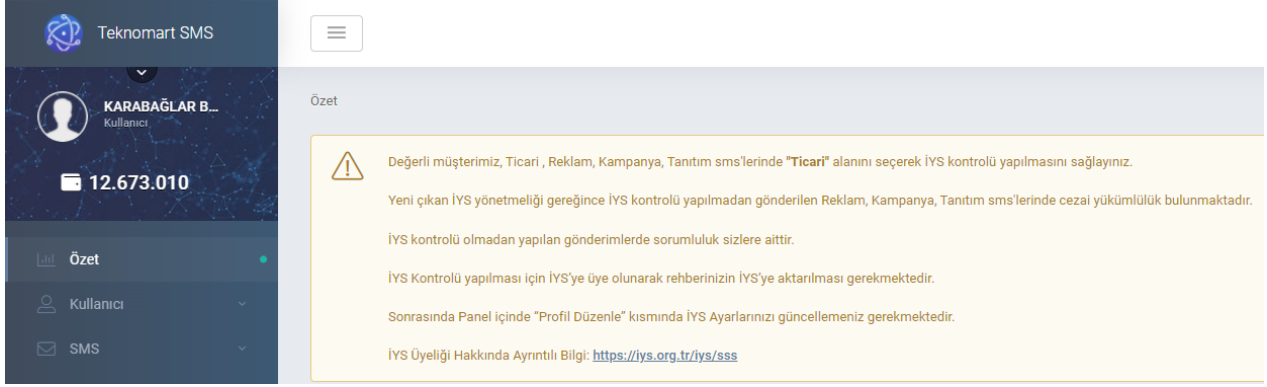 Teknomart SMS
KARABAĞLAR B...
Kullanıcı
12.673.010
Özet
Kullanıcı
SMS
Özet
Değerli müşterimiz, Ticari , Reklam, Kampanya, Tanıtım sms'lerinde "Ticari" alanını seçerek İYS kontrolü yapılmasını sağlayınız.
Yeni çıkan İYS yönetmeliği gereğince İYS kontrolü yapılmadan gönderilen Reklam, Kampanya, Tanıtım sms'lerinde cezai yükümlülük bulunmaktadır.
İYS kontrolü olmadan yapılan gönderimlerde sorumluluk sizlere aittir.
İYS Kontrolü yapılması için İYS'ye üye olunarak rehberinizin İYS'ye aktarılması gerekmektedir.
Sonrasında Panel içinde “Profil Düzenle” kısmında İYS Ayarlarınızı güncellemeniz gerekmektedir.
İYS Üyeliği Hakkında Ayrıntılı Bilgi: https://iys.org.tr/iys/sss